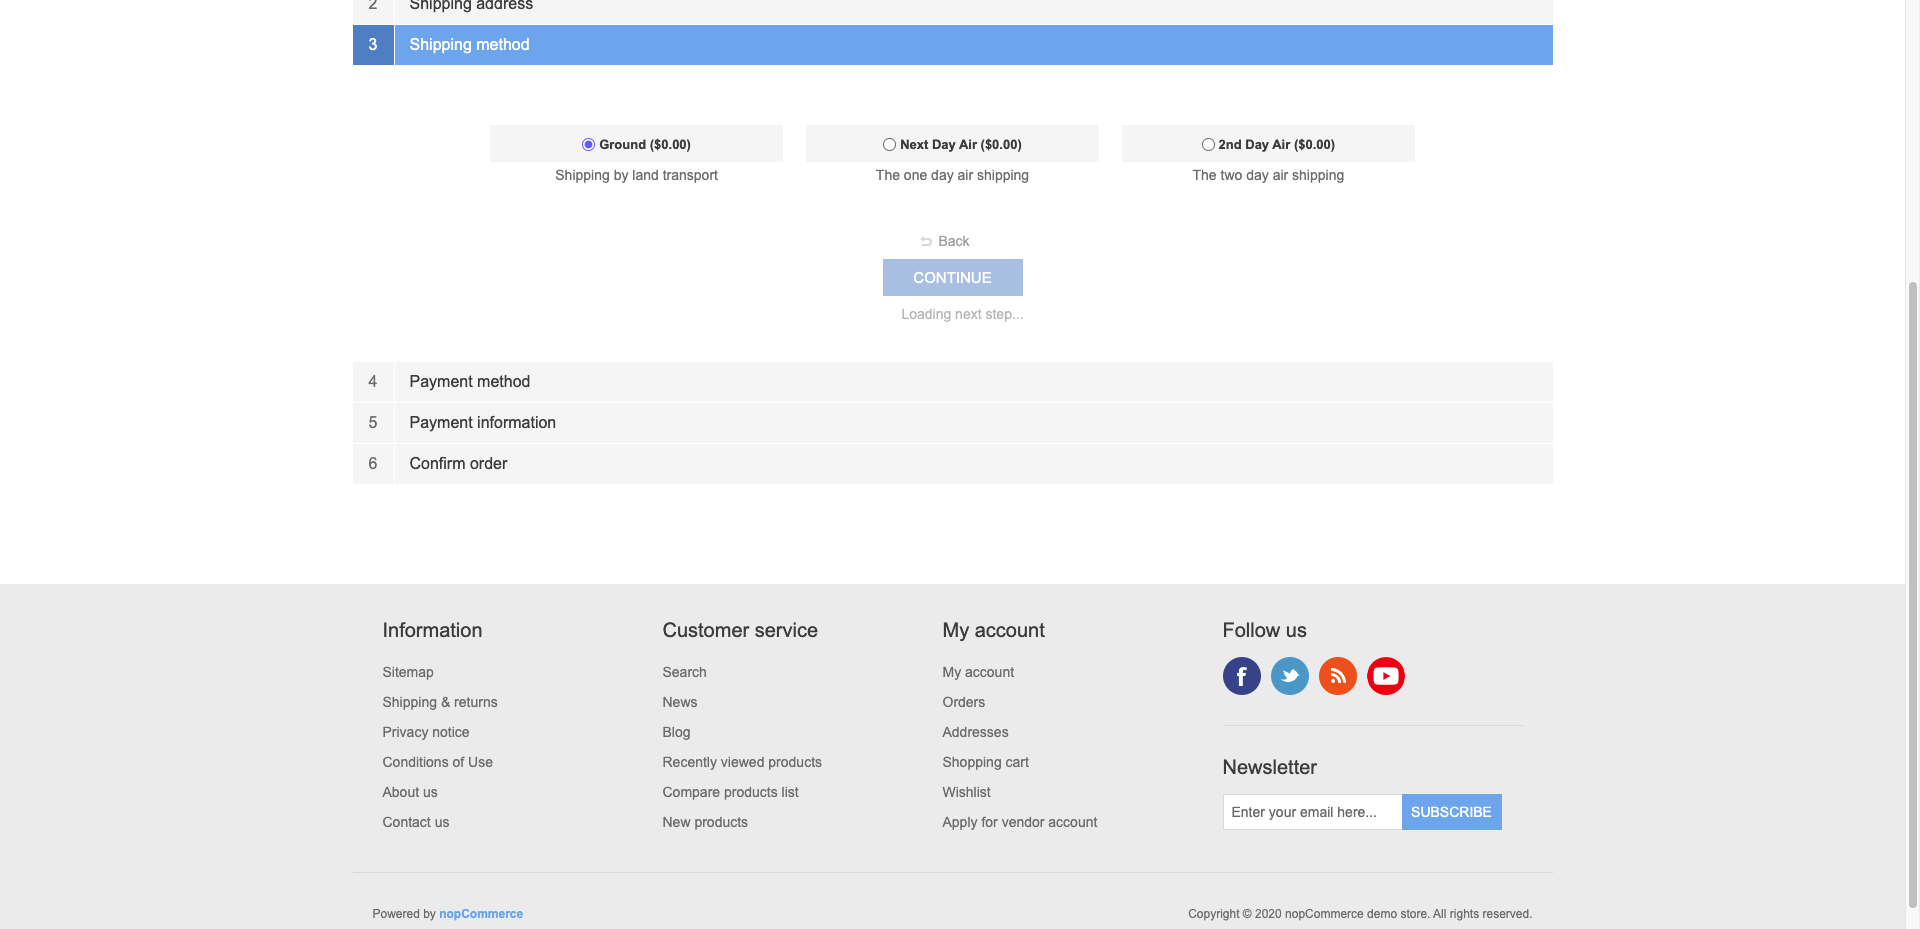 2 Shipping address
3 Shipping method
Ground ($0.00) Next Day Air ($0.00) 2nd Day Air ($0.00)
Shipping by land transport The one day air shipping The two day air shipping
Back
CONTINUE
Loading next step...
4 Payment method
5 Payment information
6 Confirm order
Information
Sitemap
Shipping & returns
Privacy notice
Conditions of Use
About us
Contact us
Customer service
Search
News
Blog
Recently viewed products
Compare products list
New products
My account
My account
Orders
Addresses
Shopping cart
Wishlist
Apply for vendor account
Follow us
Newsletter
Enter your email here... SUBSCRIBE
Powered by nopCommerce
Copyright © 2020 nopCommerce demo store. All rights reserved.